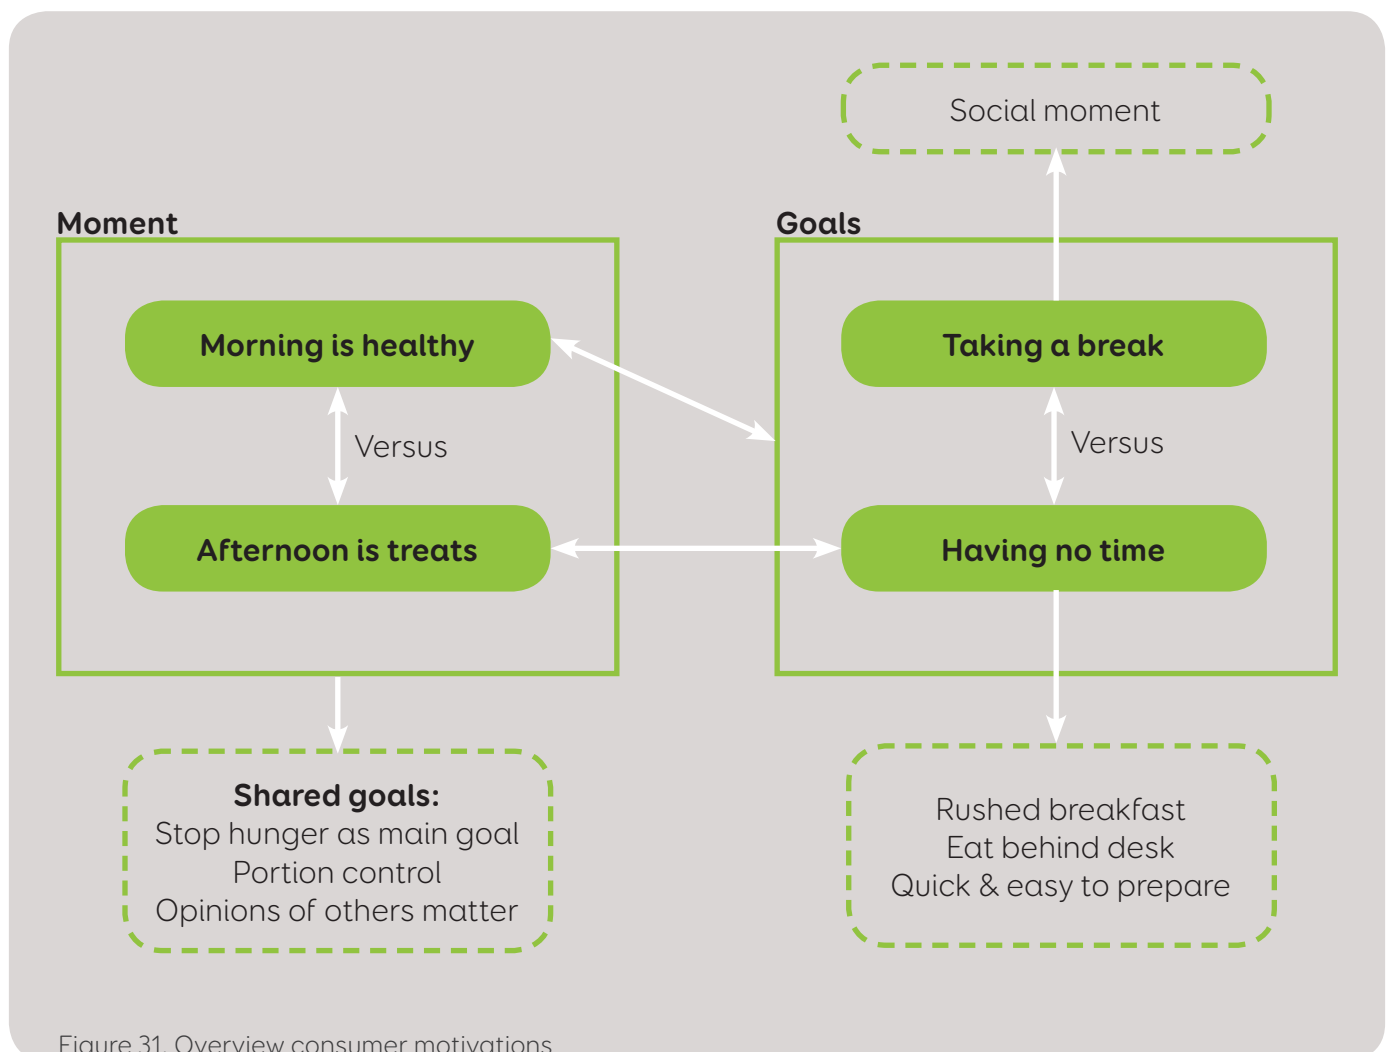 Social moment
Moment
Goals
Morning is healthy
Taking a break
Versus
Versus
Afternoon is treats
Having no time
Shared goals:
Stop hunger as main goal
Portion control
Opinions of others matter
Rushed breakfast
Eat behind desk
Quick & easy to prepare
Figure 31. Overview consumer motivations